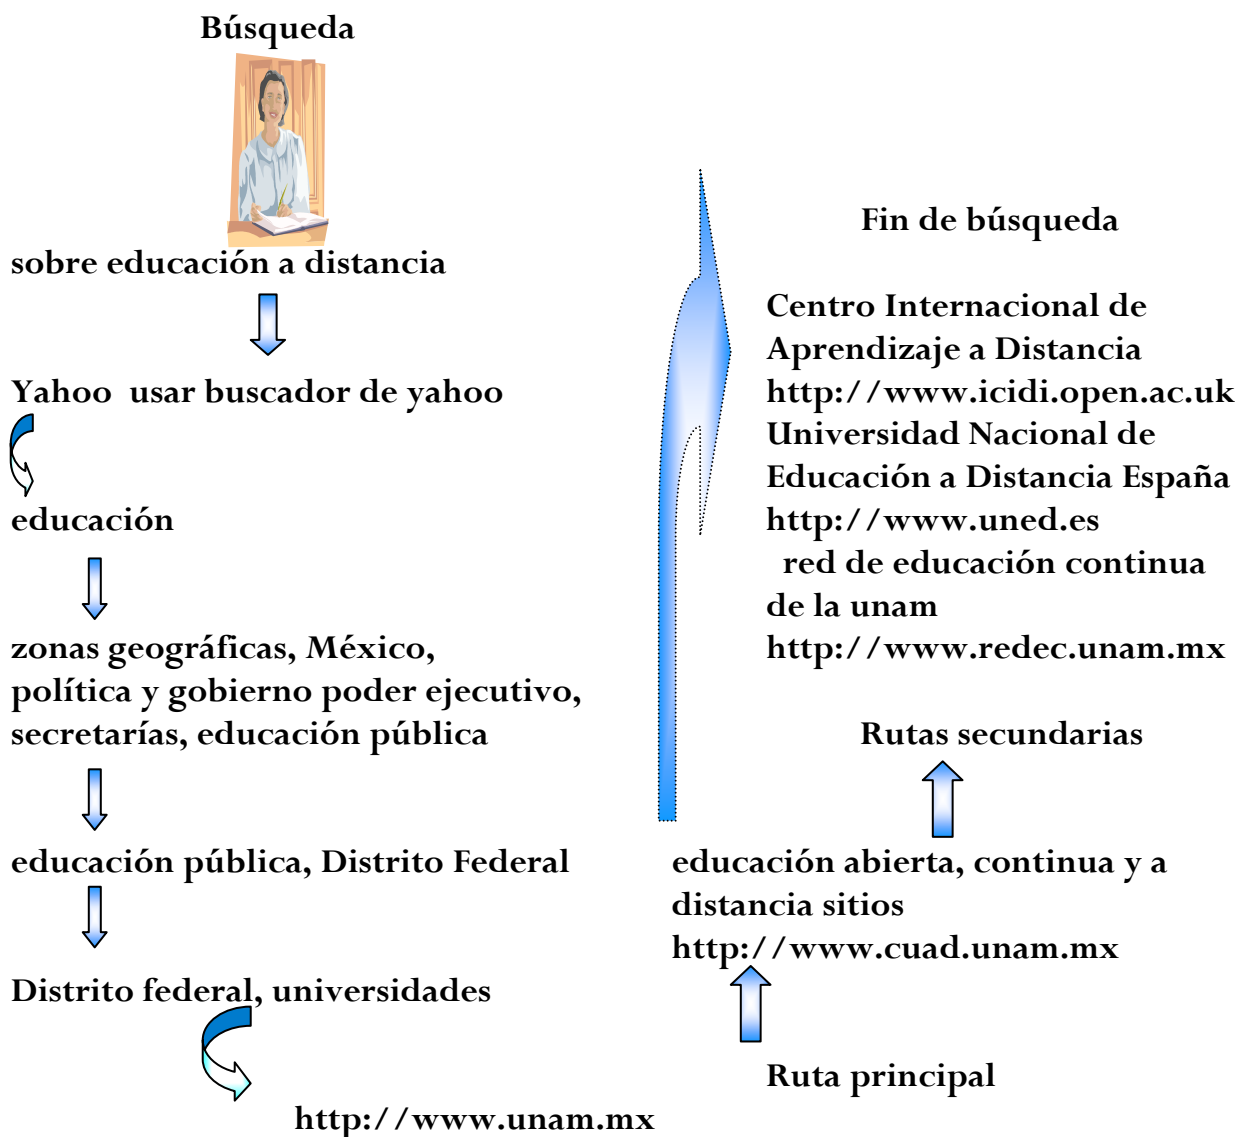 Búsqueda
sobre educación a distancia
Yahoo usar buscador de yahoo
educación
zonas geográficas, México,
política y gobierno poder ejecutivo,
secretarías, educación pública
educación pública, Distrito Federal
Distrito federal, universidades
http://www.unam.mx
Ruta principal
educación abierta, continua y a
distancia sitios
http://www.cuad.unam.mx
Rutas secundarias
Fin de búsqueda
Centro Internacional de
Aprendizaje a Distancia
http://www.icidi.open.ac.uk
Universidad Nacional de
Educación a Distancia España
http://www.uned.es
red de educación continua
de la unam
http://www.redec.unam.mx